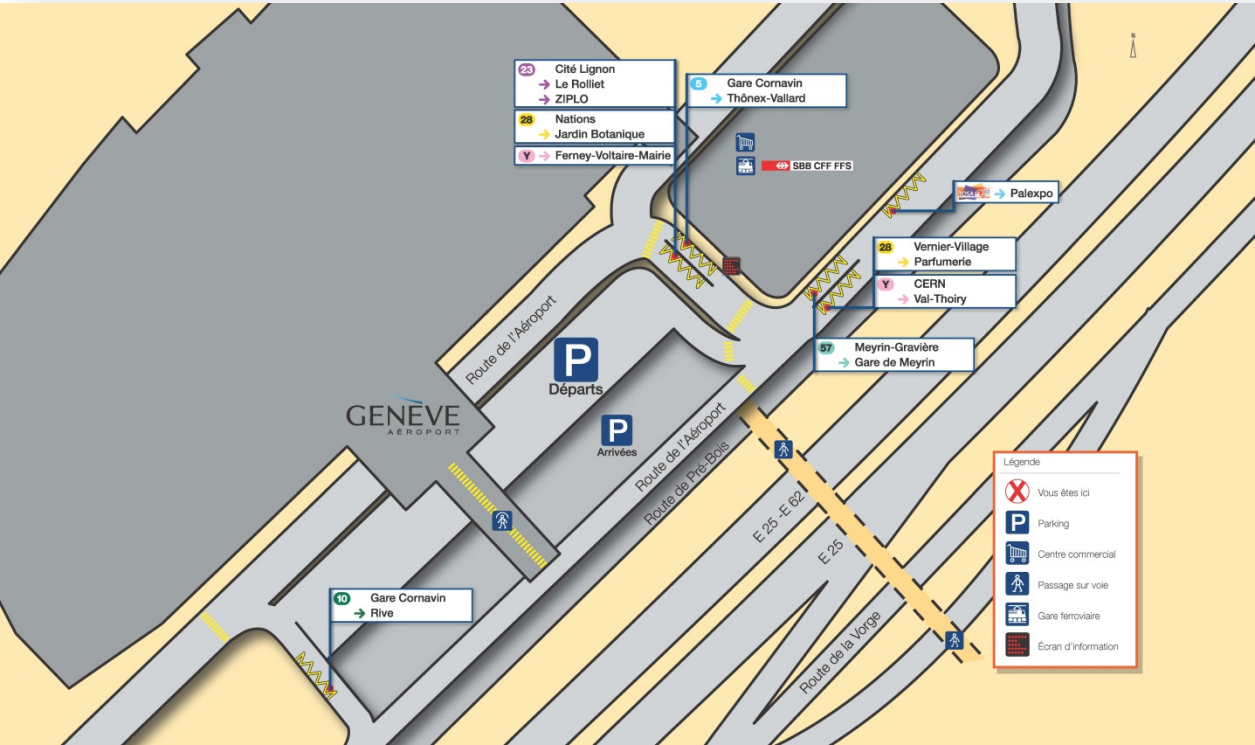 23 Cité Lignon
→ Le Rolliet
→ ZIPLO
28 Nations
→ Jardin Botanique
Y → Ferney-Voltaire-Mairie
5 Gare Cornavin
→ Thônex-Vallard
N
SBB CFF FFS
→ Palexpo
28 Vernier-Village
→ Parfumerie
Y CERN
→ Val-Thoiry
57 Meyrin-Gravière
→ Gare de Meyrin
Route de l'Aéroport
P
Départs
GENÈVE
AÉROPORT
P
Arrivées
Route de l'Aéroport
Route de Pré-Bois
E 25 -E 62
E 25
Route de la Vorge
10 Gare Cornavin
→ Rive
Légende
Vous êtes ici
P Parking
Centre commercial
Passage sur voie
Gare ferroviaire
Écran d'information